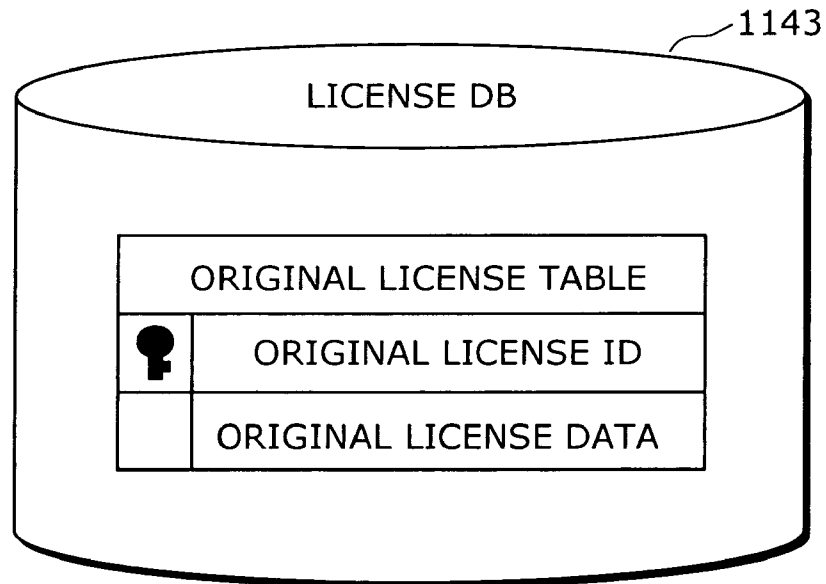 1143
LICENSE DB
ORIGINAL LICENSE TABLE
ORIGINAL LICENSE ID
ORIGINAL LICENSE DATA